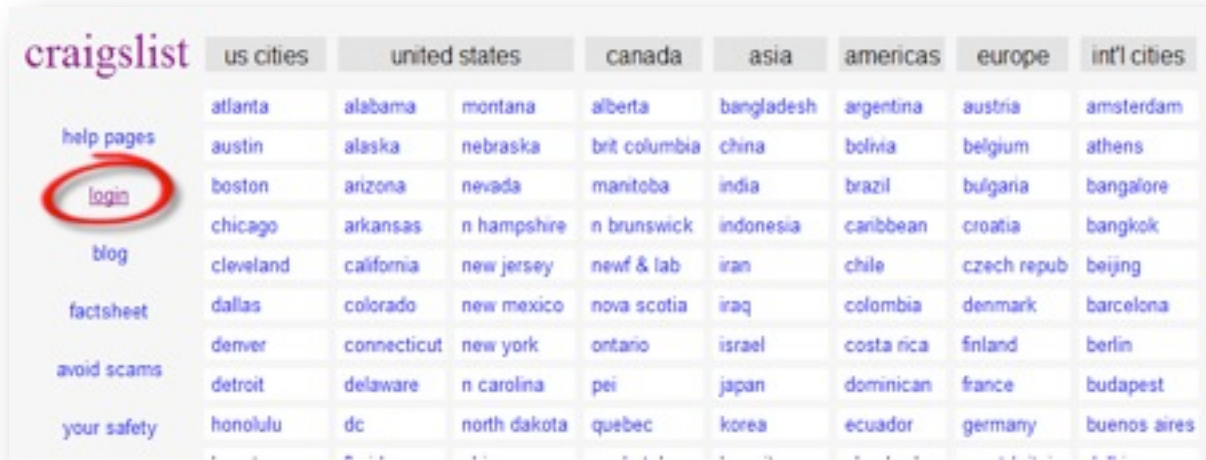 craigslist us cities united states canada asia americas europe int'l cities
atlanta alabama montana alberta bangladesh argentina austria amsterdam
help pages
austin alaska nebraska brit columbia china bolivia belgium athens
login
boston arizona nevada manitoba india brazil bulgaria bangalore
chicago arkansas n hampshire n brunswick indonesia caribbean croatia bangkok
blog
cleveland california new jersey newf & lab iran chile czech repub beijing
factsheet
dallas colorado new mexico nova scotia iraq colombia denmark barcelona
denver connecticut new york ontario israel costa rica finland berlin
avoid scams
detroit delaware n carolina pei japan dominican france budapest
your safety
honolulu dc north dakota quebec korea ecuador germany buenos aires